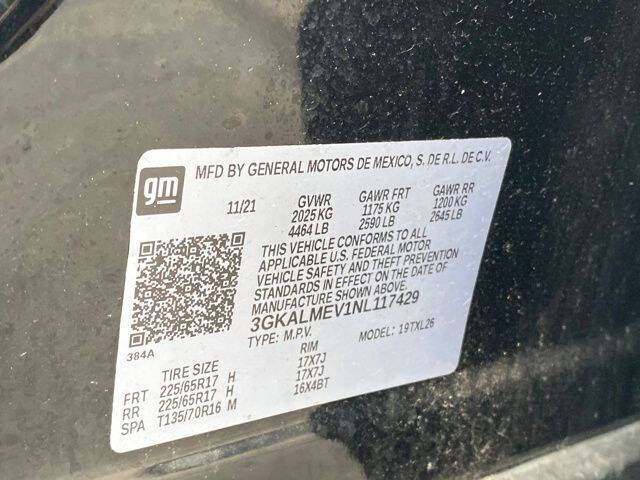 gm
MFD BY GENERAL MOTORS DE MEXICO, S. DE R.L. DE C.V.
11/21 GVWR GAWR FRT GAWR RR
2025 KG 1175 KG 1200 KG
4464 LB 2590 LB 2645 LB
THIS VEHICLE CONFORMS TO ALL
APPLICABLE U.S. FEDERAL MOTOR
VEHICLE SAFETY AND THEFT PREVENTION
STANDARDS IN EFFECT ON THE DATE OF
MANUFACTURE SHOWN ABOVE.
3GKALMEV1NL117429
TYPE: M.P.V. MODEL: 19TXL26
384A
TIRE SIZE RIM
FRT 225/65R17 H 17X7J
RR 225/65R17 H 17X7J
SPA T135/70R16 M 16X4BT